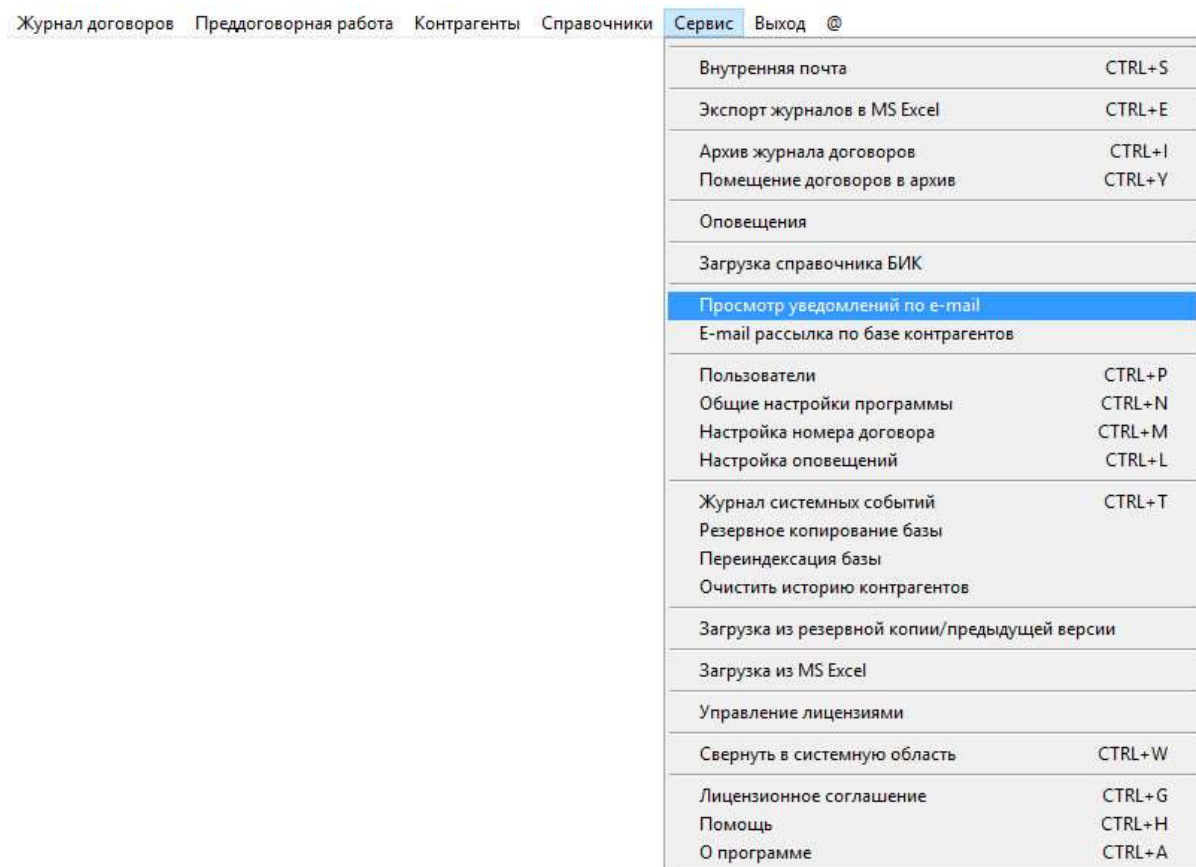 Журнал договоров Преддоговорная работа Контрагенты Справочники Сервис Выход @
Внутренняя почта CTRL+S
Экспорт журналов в MS Excel CTRL+E
Архив журнала договоров CTRL+I
Помещение договоров в архив CTRL+Y
Оповещения
Загрузка справочника БИК
Просмотр уведомлений по e-mail
E-mail рассылка по базе контрагентов
Пользователи CTRL+P
Общие настройки программы CTRL+N
Настройка номера договора CTRL+M
Настройка оповещений CTRL+L
Журнал системных событий CTRL+T
Резервное копирование базы
Переиндексация базы
Очистить историю контрагентов
Загрузка из резервной копии/предыдущей версии
Загрузка из MS Excel
Управление лицензиями
Свернуть в системную область CTRL+W
Лицензионное соглашение CTRL+G
Помощь CTRL+H
О программе CTRL+A